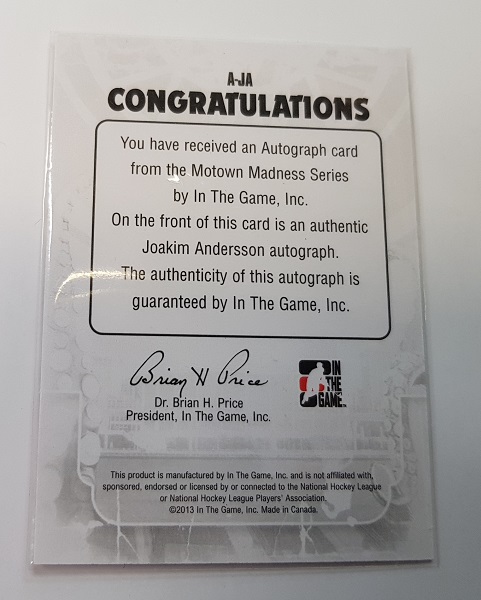 A-JA
CONGRATULATIONS
You have received an Autograph card
from the Motown Madness Series
by In The Game, Inc.
On the front of this card is an authentic
Joakim Andersson autograph.
The authenticity of this autograph is
guaranteed by In The Game, Inc.
Brian H Price
Dr. Brian H. Price
President, In The Game, Inc.
IN
THE
GAME
This product is manufactured by In The Game, Inc. and is not affiliated with,
sponsored, endorsed or licensed by or connected to the National Hockey League
or National Hockey League Players' Association.
©2013 In The Game, Inc. Made in Canada.